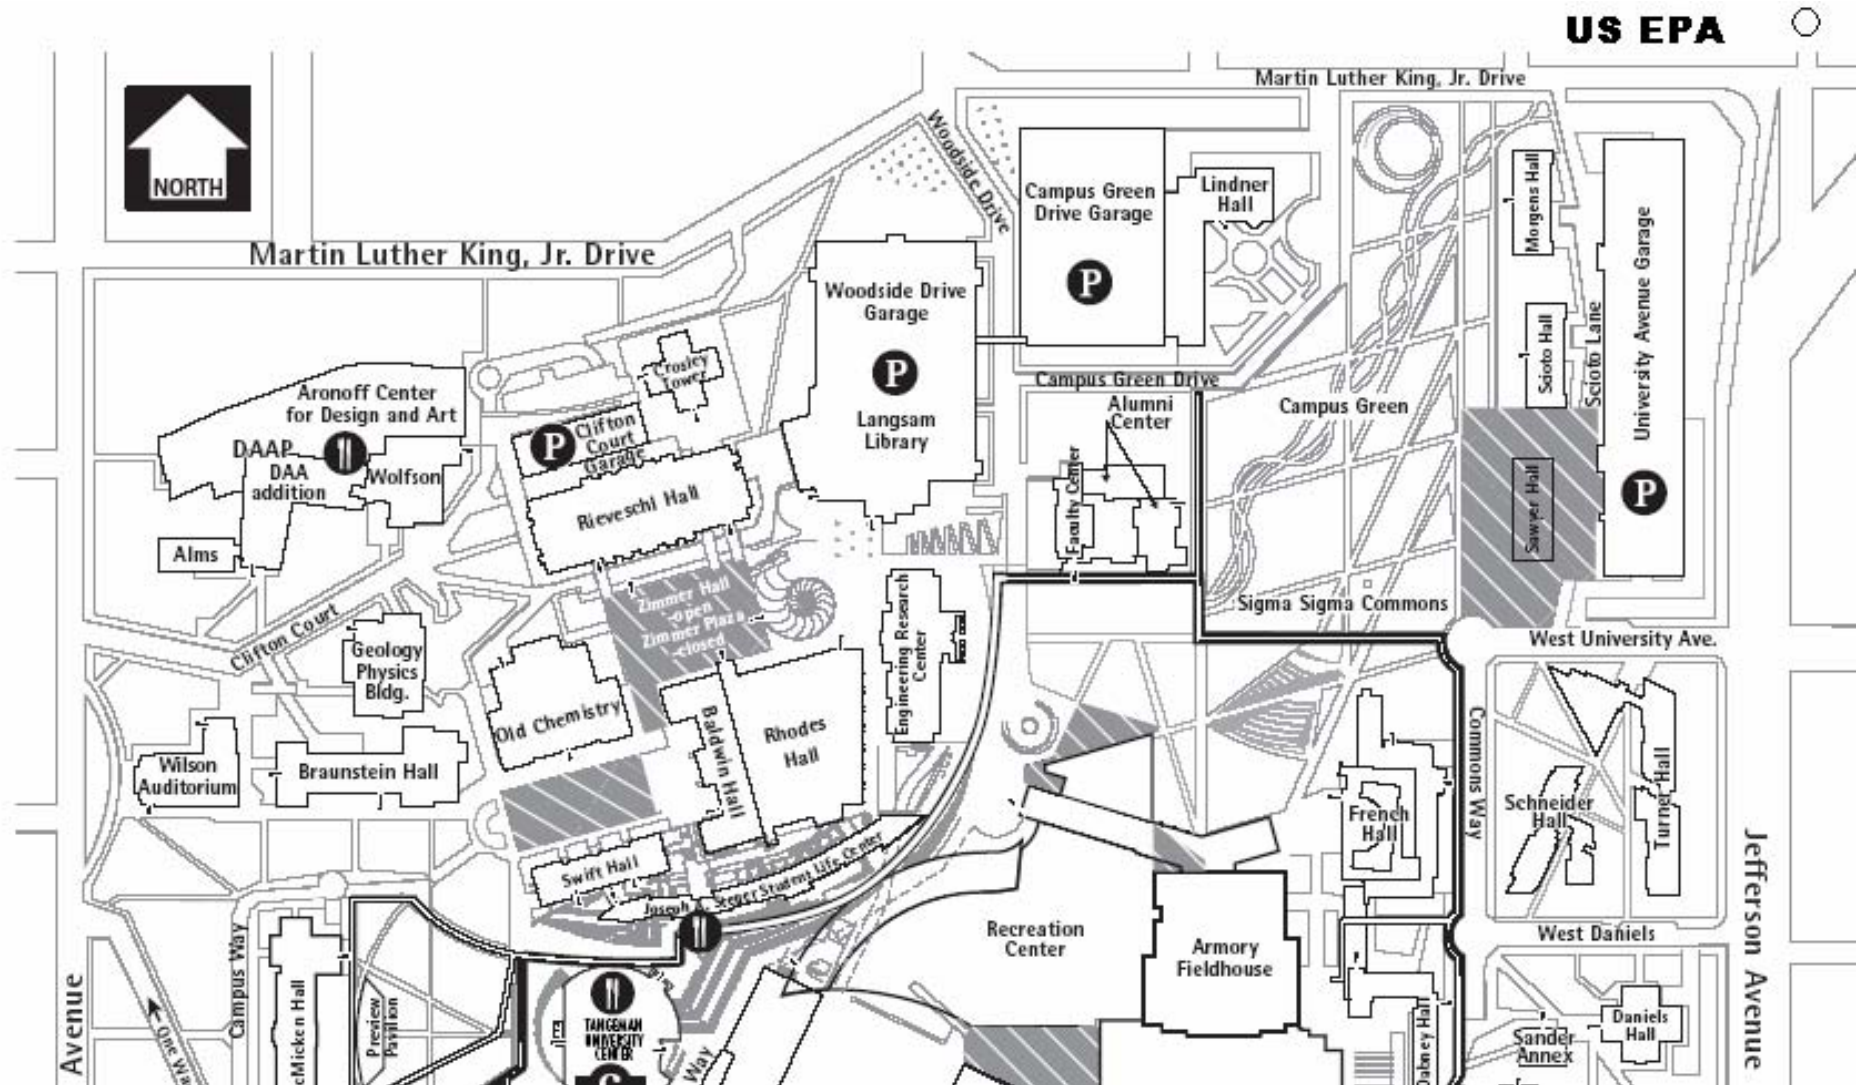 US EPA
Martin Luther King, Jr. Drive
NORTH
Woodside Drive
Campus Green
Drive Garage
P
Lindner
Hall
Morgens Hall
University Avenue Garage
Martin Luther King, Jr. Drive
Woodside Drive
Garage
P
Langsam
Library
Scioto Hall
Scioto Lane
Crosley
Tower
Campus Green Drive
Campus Green
Alumni
Center
Aronoff Center
for Design and Art
DAAP
DAA
addition
Wolfson
P
Clifton
Court
Garage
Rieveschl Hall
Faculty Center
Sawyer Hall
P
Alms
Zimmer Hall
-open
Zimmer Plaza
-closed
Engineering Research
Center
Sigma Sigma Commons
West University Ave.
Clifton Court
Geology
Physics
Bldg.
Old Chemistry
Baldwin Hall
Rhodes
Hall
Commons Way
Wilson
Auditorium
Braunstein Hall
French
Hall
Schneider
Hall
Turner Hall
Swift Hall
Joseph A. Steger Student Life Center
Recreation
Center
Armory
Fieldhouse
West Daniels
Jefferson Avenue
Avenue
One Wa
Campus Way
cMicken Hall
Preview
Pavilion
TANGEMAN
UNIVERSITY
CENTER
Way
Dabney Hall
Sander
Annex
Daniels
Hall